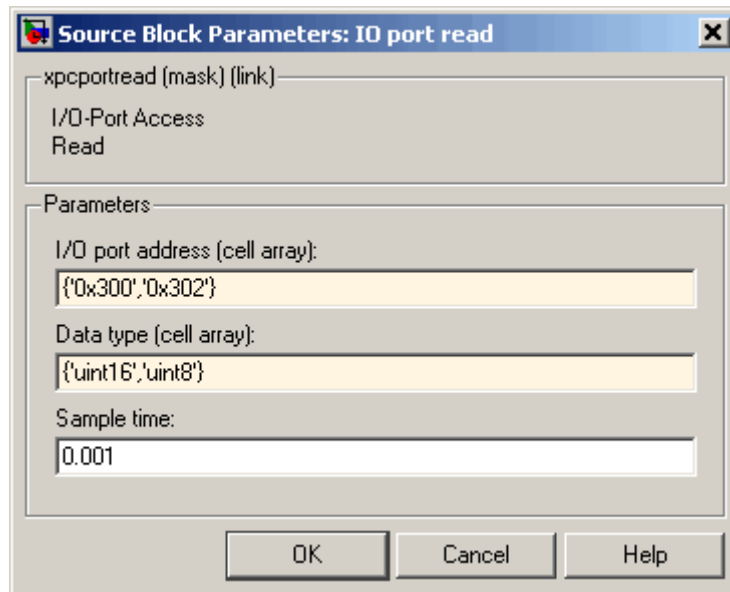 Source Block Parameters: IO port read
xpcportread (mask) (link)
I/O-Port Access
Read
Parameters
I/O port address (cell array):
{'0x300','0x302'}
Data type (cell array):
{'uint16','uint8'}
Sample time:
0.001
OK Cancel Help